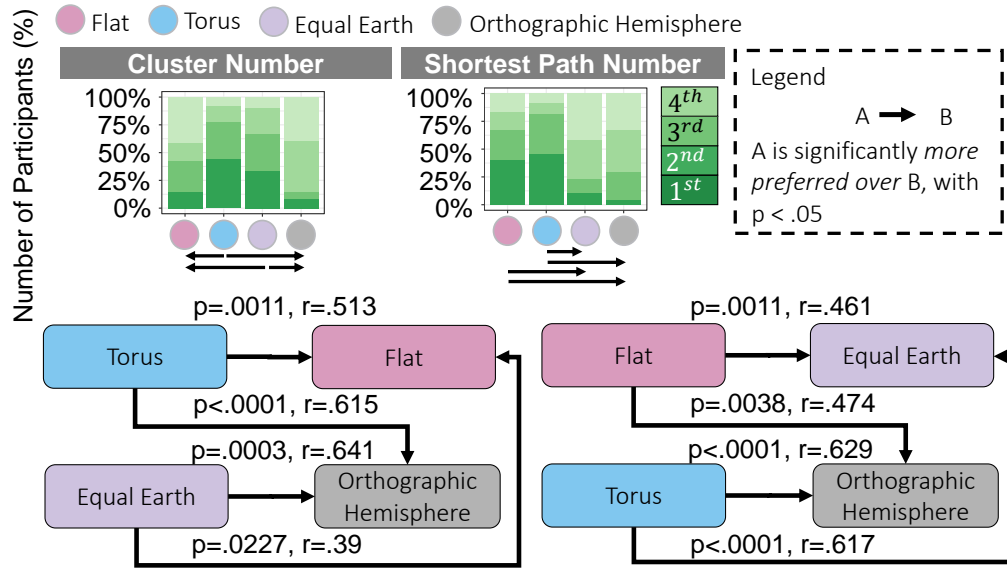 Flat Torus Equal Earth Orthographic Hemisphere
Number of Participants (%)
Cluster Number
100%
75%
50%
25%
0%
Shortest Path Number
100%
75%
50%
25%
0%
4th
3rd
2nd
1st
Legend
A B
A is significantly more
preferred over B, with
p < .05
p=.0011, r=.513
Torus
Flat
p<.0001, r=.615
p=.0003, r=.641
Equal Earth
Orthographic
Hemisphere
p=.0227, r=.39
p=.0011, r=.461
Flat
Equal Earth
p=.0038, r=.474
p<.0001, r=.629
Torus
Orthographic
Hemisphere
p<.0001, r=.617